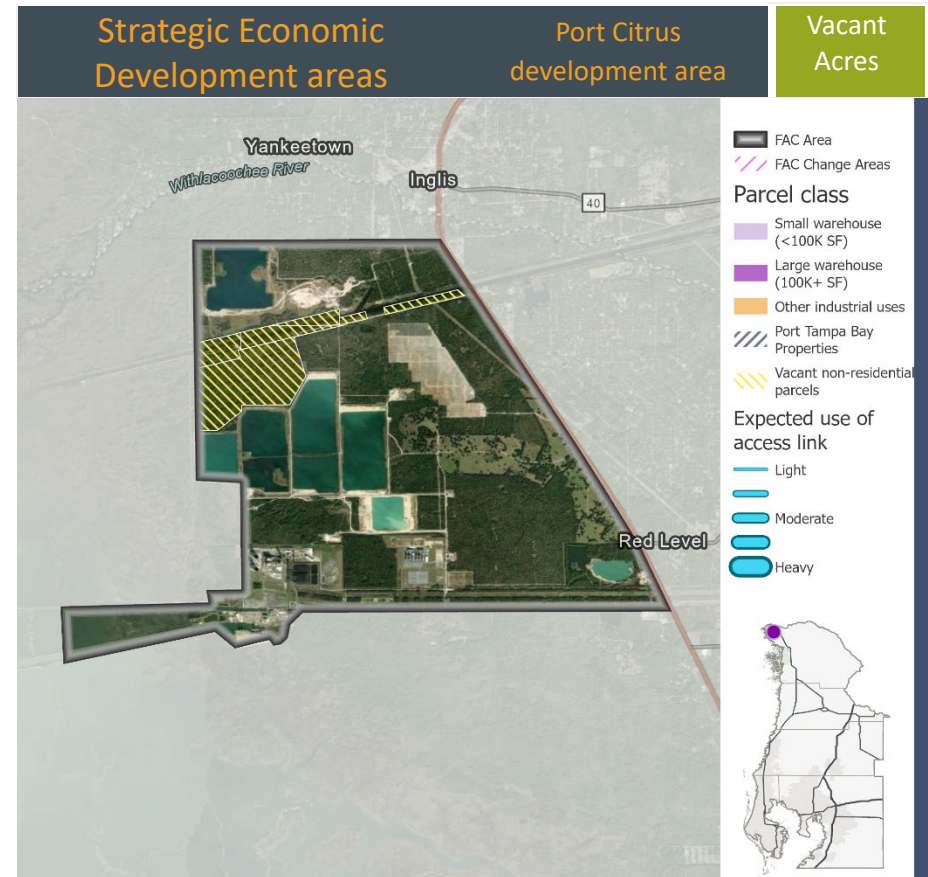 Strategic Economic
Development areas
Port Citrus
development area
Vacant
Acres
Yankeetown
Withlacoochee River
Inglis
40
Red Level
FAC Area
FAC Change Areas
Parcel class
Small warehouse
(<100K SF)
Large warehouse
(100K+ SF)
Other industrial uses
Port Tampa Bay
Properties
Vacant non-residential
parcels
Expected use of
access link
Light
Moderate
Heavy